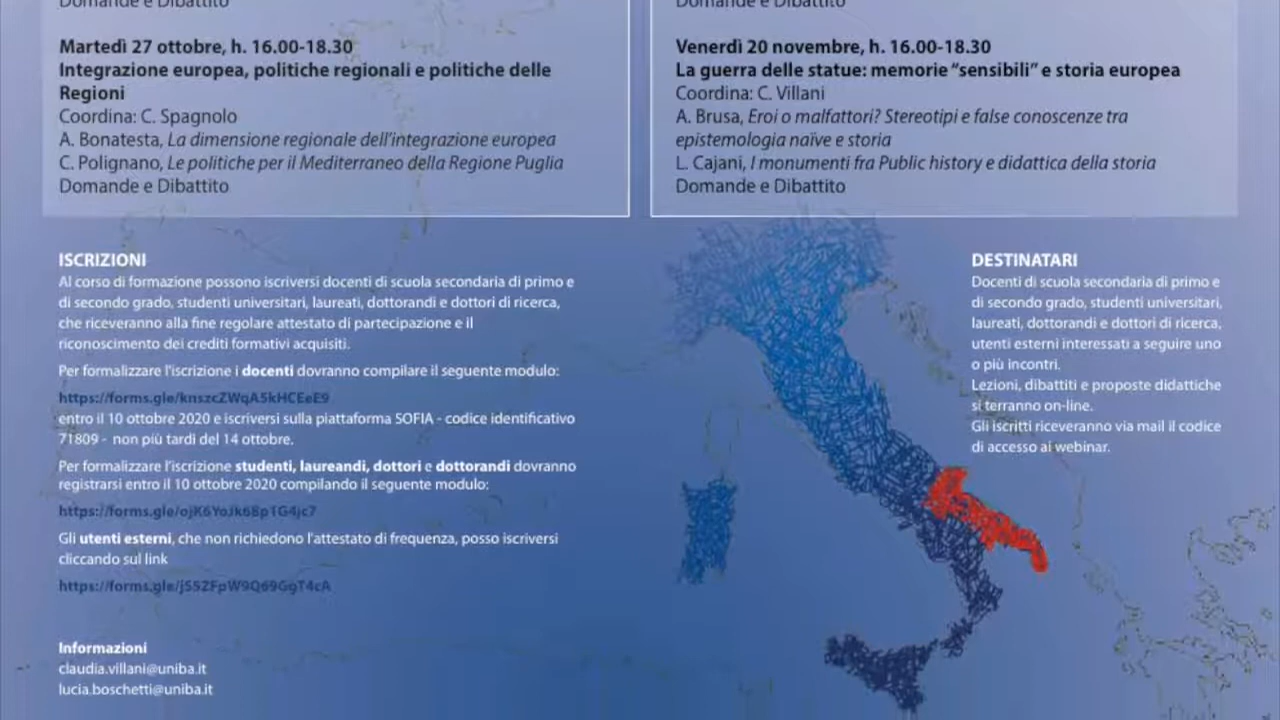 Domande e Dibattito
Martedì 27 ottobre, h. 16.00-18.30
Integrazione europea, politiche regionali e politiche delle
Regioni
Coordina: C. Spagnolo
A. Bonatesta, La dimensione regionale dell'integrazione europea
C. Polignano, Le politiche per il Mediterraneo della Regione Puglia
Domande e Dibattito
Domande e Dibattito
Venerdì 20 novembre, h. 16.00-18.30
La guerra delle statue: memorie "sensibili" e storia europea
Coordina: C. Villani
A. Brusa, Eroi o malfattori? Stereotipi e false conoscenze tra
epistemologia naïve e storia
L. Cajani, I monumenti fra Public history e didattica della storia
Domande e Dibattito
ISCRIZIONI
Al corso di formazione possono iscriversi docenti di scuola secondaria di primo e
di secondo grado, studenti universitari, laureati, dottorandi e dottori di ricerca,
che riceveranno alla fine regolare attestato di partecipazione e il
riconoscimento dei crediti formativi acquisiti.
Per formalizzare l'iscrizione i docenti dovranno compilare il seguente modulo:
https://forms.gle/knszcZWqA5kHCEeE9
entro il 10 ottobre 2020 e iscriversi sulla piattaforma SOFIA - codice identificativo
71809 - non più tardi del 14 ottobre.
Per formalizzare l'iscrizione studenti, laureandi, dottori e dottorandi dovranno
registrarsi entro il 10 ottobre 2020 compilando il seguente modulo:
https://forms.gle/ojK6YoJk68p1G4jc7
Gli utenti esterni, che non richiedono l'attestato di frequenza, posso iscriversi
cliccando sul link
https://forms.gle/jS5ZFpW9Q69GgT4cA
Informazioni
claudia.villani@uniba.it
lucia.boschetti@uniba.it
DESTINATARI
Docenti di scuola secondaria di primo e
di secondo grado, studenti universitari,
laureati, dottorandi e dottori di ricerca,
utenti esterni interessati a seguire uno
o più incontri.
Lezioni, dibattiti e proposte didattiche
si terranno on-line.
Gli iscritti riceveranno via mail il codice
di accesso ai webinar.